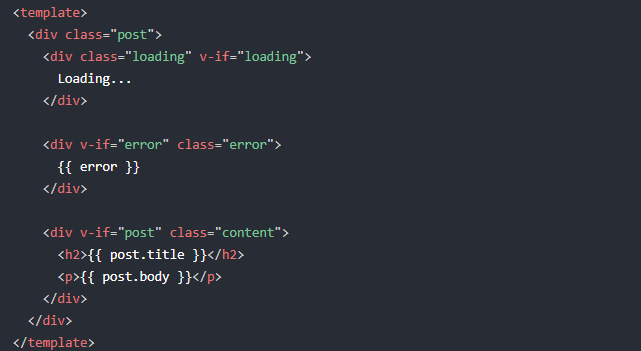 <template>
  <div class="post">
    <div class="loading" v-if="loading">
      Loading...
    </div>

    <div v-if="error" class="error">
      {{ error }}
    </div>

    <div v-if="post" class="content">
      <h2>{{ post.title }}</h2>
      <p>{{ post.body }}</p>
    </div>
  </div>
</template>